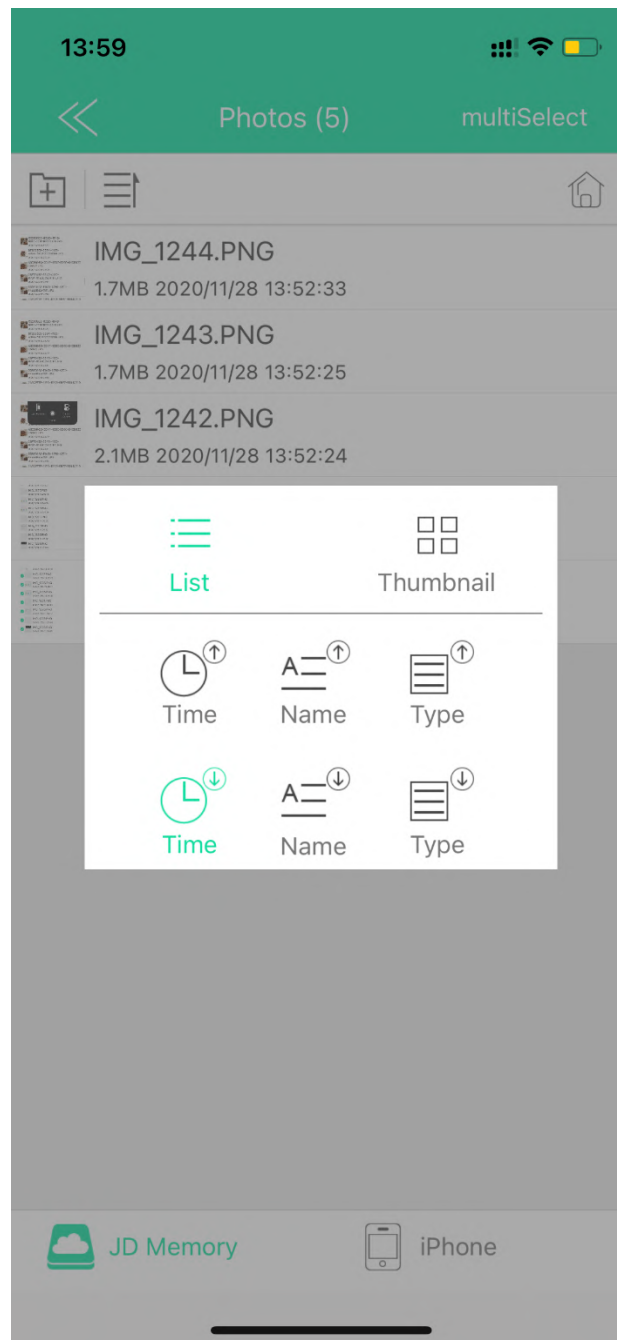 13:59
Photos (5)
multiSelect
IMG_1244.PNG
1.7MB 2020/11/28 13:52:33
IMG_1243.PNG
1.7MB 2020/11/28 13:52:25
IMG_1242.PNG
2.1MB 2020/11/28 13:52:24
List
Thumbnail
Time
Name
Type
Time
Name
Type
JD Memory
iPhone